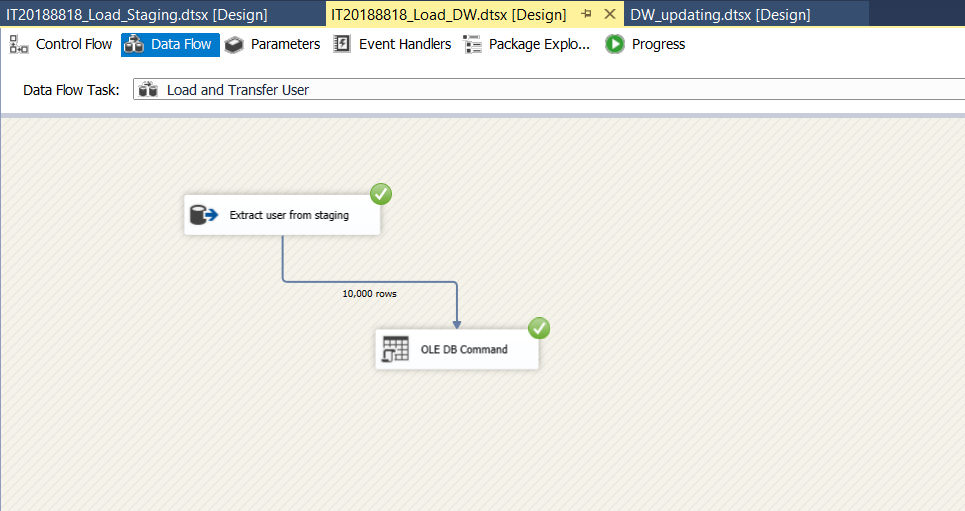 IT20188818_Load_Staging.dtsx [Design] IT20188818_Load_DW.dtsx [Design] DW_updating.dtsx [Design]
Control Flow Data Flow Parameters Event Handlers Package Explo... Progress
Data Flow Task: Load and Transfer User
Extract user from staging
10,000 rows
OLE DB Command